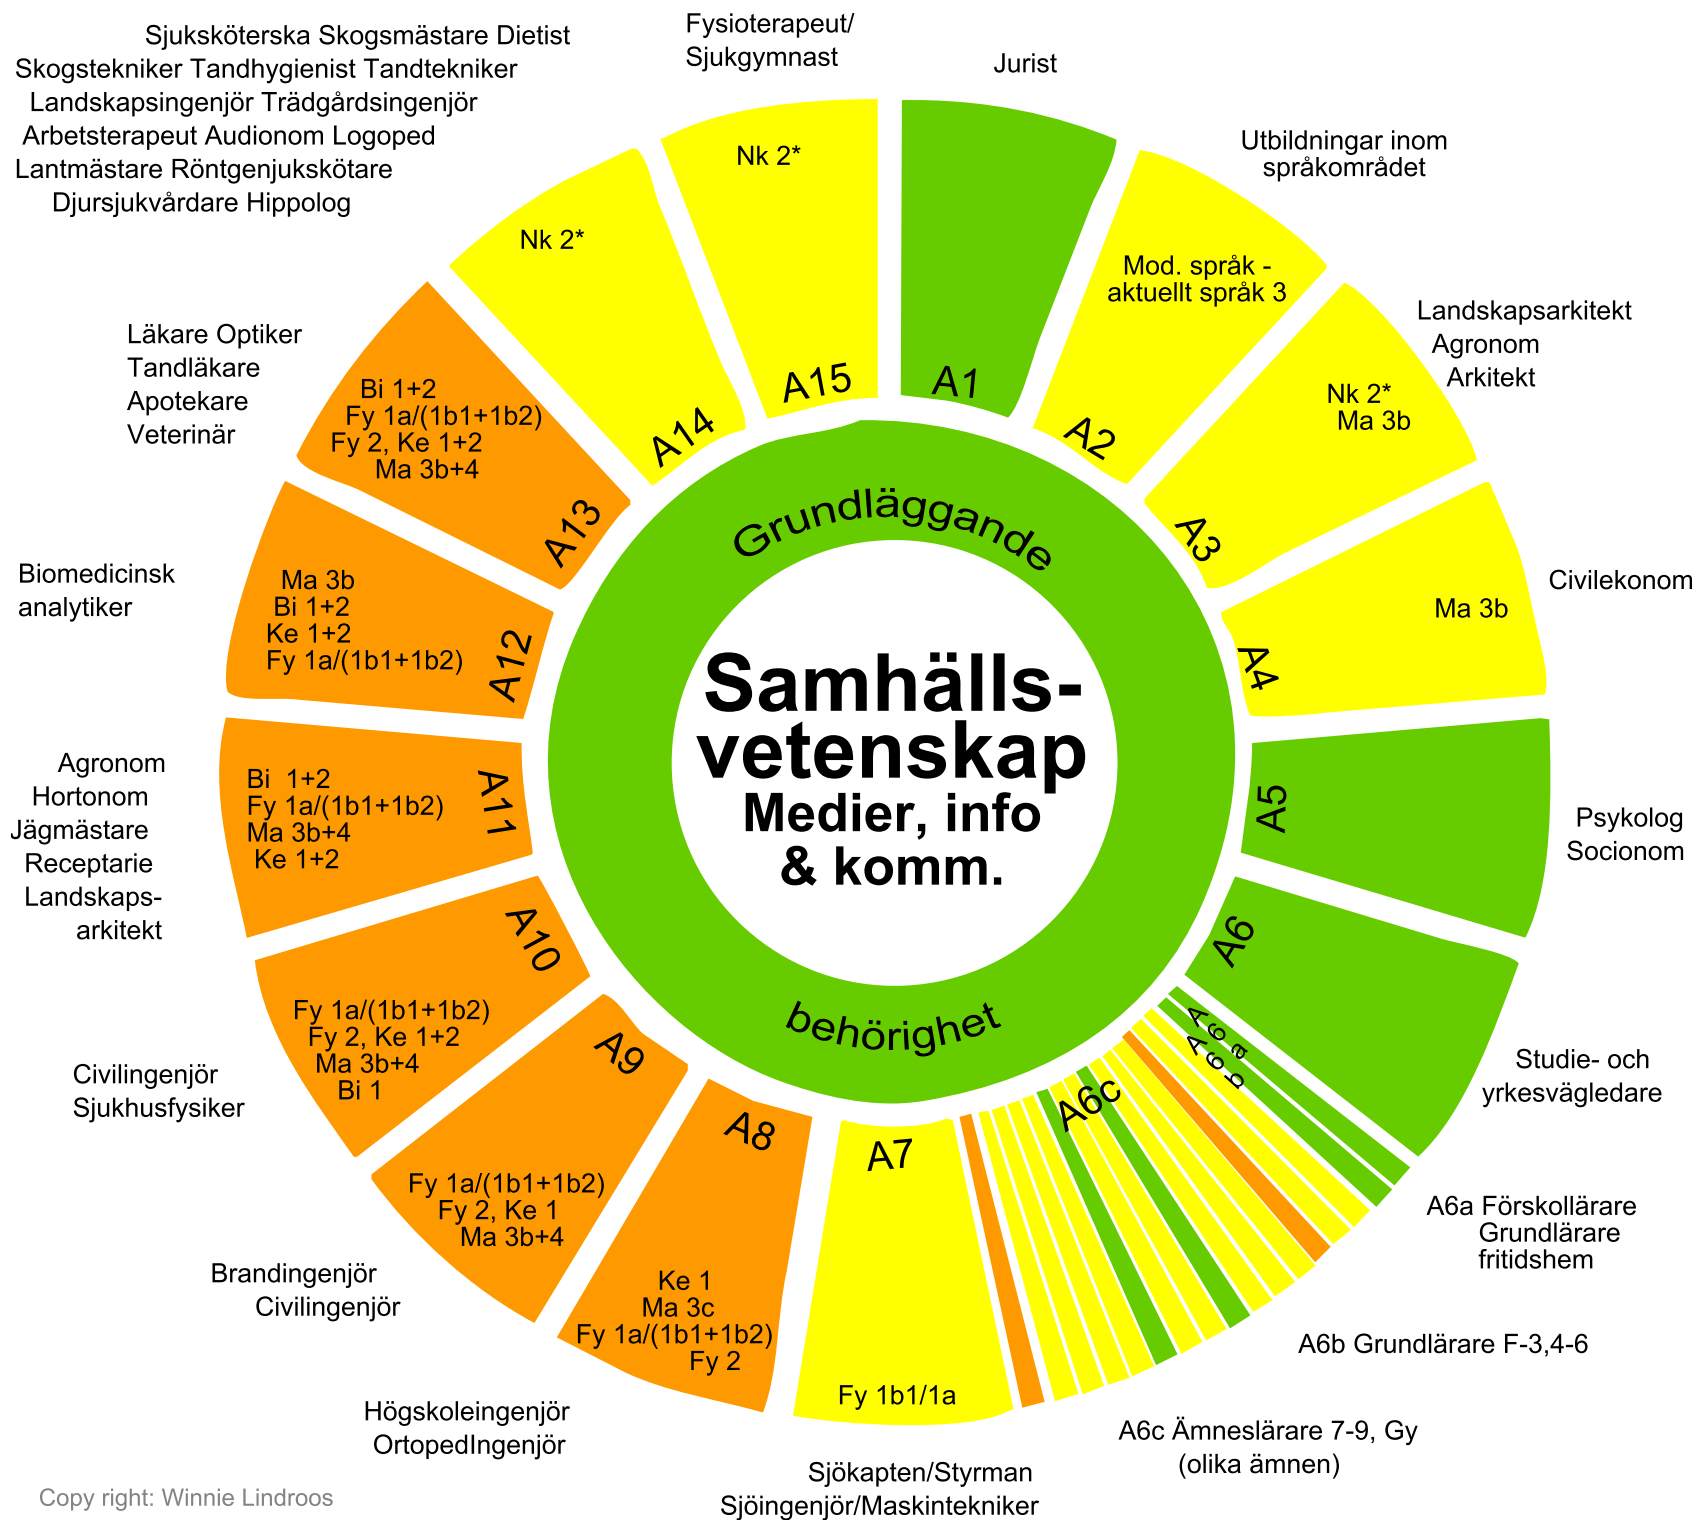 Sjuksköterska Skogsmästare Dietist
Skogstekniker Tandhygienist Tandtekniker
Landskapsingenjör Trädgårdsingenjör
Arbetsterapeut Audionom Logoped
Lantmästare Röntgenjukskötare
Djursjukvårdare Hippolog
Fysioterapeut/
Sjukgymnast
Jurist
Utbildningar inom
språkområdet
Landskapsarkitekt
Agronom
Arkitekt
Civilekonom
Psykolog
Socionom
Studie- och
yrkesvägledare
A6a Förskollärare
Grundlärare
fritidshem
A6b Grundlärare F-3,4-6
A6c Ämneslärare 7-9, Gy
(olika ämnen)
Sjökapten/Styrman
Sjöingenjör/Maskintekniker
Högskoleingenjör
OrtopedIngenjör
Brandingenjör
Civilingenjör
Civilingenjör
Sjukhusfysiker
Agronom
Hortonom
Jägmästare
Receptarie
Landskaps-
arkitekt
Biomedicinsk
analytiker
Läkare Optiker
Tandläkare
Apotekare
Veterinär
A1
Mod. språk -
aktuellt språk 3
A2
Nk 2*
Ma 3b
A3
Ma 3b
A4
A5
A6
A6a
A6b
A6c
A7
Fy 1b1/1a
A8
Ke 1
Ma 3c
Fy 1a/(1b1+1b2)
Fy 2
A9
Fy 1a/(1b1+1b2)
Fy 2, Ke 1
Ma 3b+4
A10
Fy 1a/(1b1+1b2)
Fy 2, Ke 1+2
Ma 3b+4
Bi 1
A11
Bi 1+2
Fy 1a/(1b1+1b2)
Ma 3b+4
Ke 1+2
A12
Ma 3b
Bi 1+2
Ke 1+2
Fy 1a/(1b1+1b2)
A13
Bi 1+2
Fy 1a/(1b1+1b2)
Fy 2, Ke 1+2
Ma 3b+4
A14
Nk 2*
A15
Nk 2*
Grundläggande
behörighet
Samhälls-
vetenskap
Medier, info
& komm.
Copy right: Winnie Lindroos